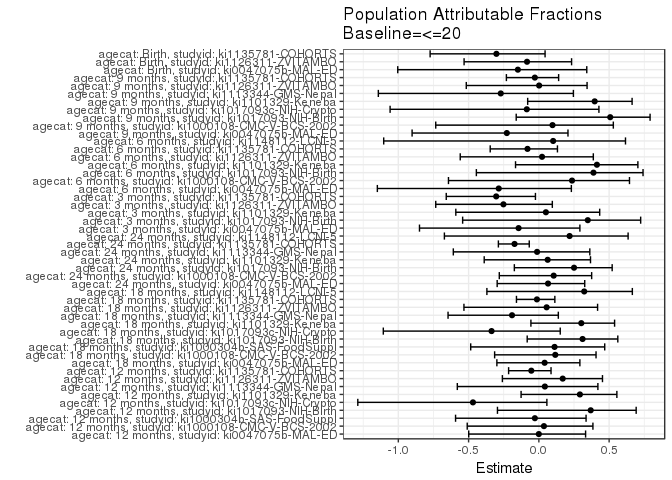 Population Attributable Fractions
Baseline=<=20
agecat: Birth, studyid: ki1135781-COHORTS
agecat: Birth, studyid: ki1126311-ZVITAMBO
agecat: Birth, studyid: ki0047075b-MAL-ED
agecat: 9 months, studyid: ki1135781-COHORTS
agecat: 9 months, studyid: ki1126311-ZVITAMBO
agecat: 9 months, studyid: ki1113344-GMS-Nepal
agecat: 9 months, studyid: ki1101329-Keneba
agecat: 9 months, studyid: ki1017093c-NIH-Crypto
agecat: 9 months, studyid: ki1017093-NIH-Birth
agecat: 9 months, studyid: ki1000108-CMC-V-BCS-2002
agecat: 9 months, studyid: ki0047075b-MAL-ED
agecat: 6 months, studyid: ki1148112-LCNI-5
agecat: 6 months, studyid: ki1135781-COHORTS
agecat: 6 months, studyid: ki1126311-ZVITAMBO
agecat: 6 months, studyid: ki1101329-Keneba
agecat: 6 months, studyid: ki1017093-NIH-Birth
agecat: 6 months, studyid: ki1000108-CMC-V-BCS-2002
agecat: 6 months, studyid: ki0047075b-MAL-ED
agecat: 3 months, studyid: ki1135781-COHORTS
agecat: 3 months, studyid: ki1126311-ZVITAMBO
agecat: 3 months, studyid: ki1101329-Keneba
agecat: 3 months, studyid: ki1017093-NIH-Birth
agecat: 3 months, studyid: ki0047075b-MAL-ED
agecat: 24 months, studyid: ki1148112-LCNI-5
agecat: 24 months, studyid: ki1135781-COHORTS
agecat: 24 months, studyid: ki1113344-GMS-Nepal
agecat: 24 months, studyid: ki1101329-Keneba
agecat: 24 months, studyid: ki1017093-NIH-Birth
agecat: 24 months, studyid: ki1000108-CMC-V-BCS-2002
agecat: 24 months, studyid: ki0047075b-MAL-ED
agecat: 18 months, studyid: ki1148112-LCNI-5
agecat: 18 months, studyid: ki1135781-COHORTS
agecat: 18 months, studyid: ki1126311-ZVITAMBO
agecat: 18 months, studyid: ki1113344-GMS-Nepal
agecat: 18 months, studyid: ki1101329-Keneba
agecat: 18 months, studyid: ki1017093c-NIH-Crypto
agecat: 18 months, studyid: ki1017093-NIH-Birth
agecat: 18 months, studyid: ki1000304b-SAS-FoodSuppl
agecat: 18 months, studyid: ki1000108-CMC-V-BCS-2002
agecat: 18 months, studyid: ki0047075b-MAL-ED
agecat: 12 months, studyid: ki1135781-COHORTS
agecat: 12 months, studyid: ki1126311-ZVITAMBO
agecat: 12 months, studyid: ki1113344-GMS-Nepal
agecat: 12 months, studyid: ki1101329-Keneba
agecat: 12 months, studyid: ki1017093c-NIH-Crypto
agecat: 12 months, studyid: ki1017093-NIH-Birth
agecat: 12 months, studyid: ki1000304b-SAS-FoodSuppl
agecat: 12 months, studyid: ki1000108-CMC-V-BCS-2002
agecat: 12 months, studyid: ki0047075b-MAL-ED
-1.0 -0.5 0.0 0.5
Estimate